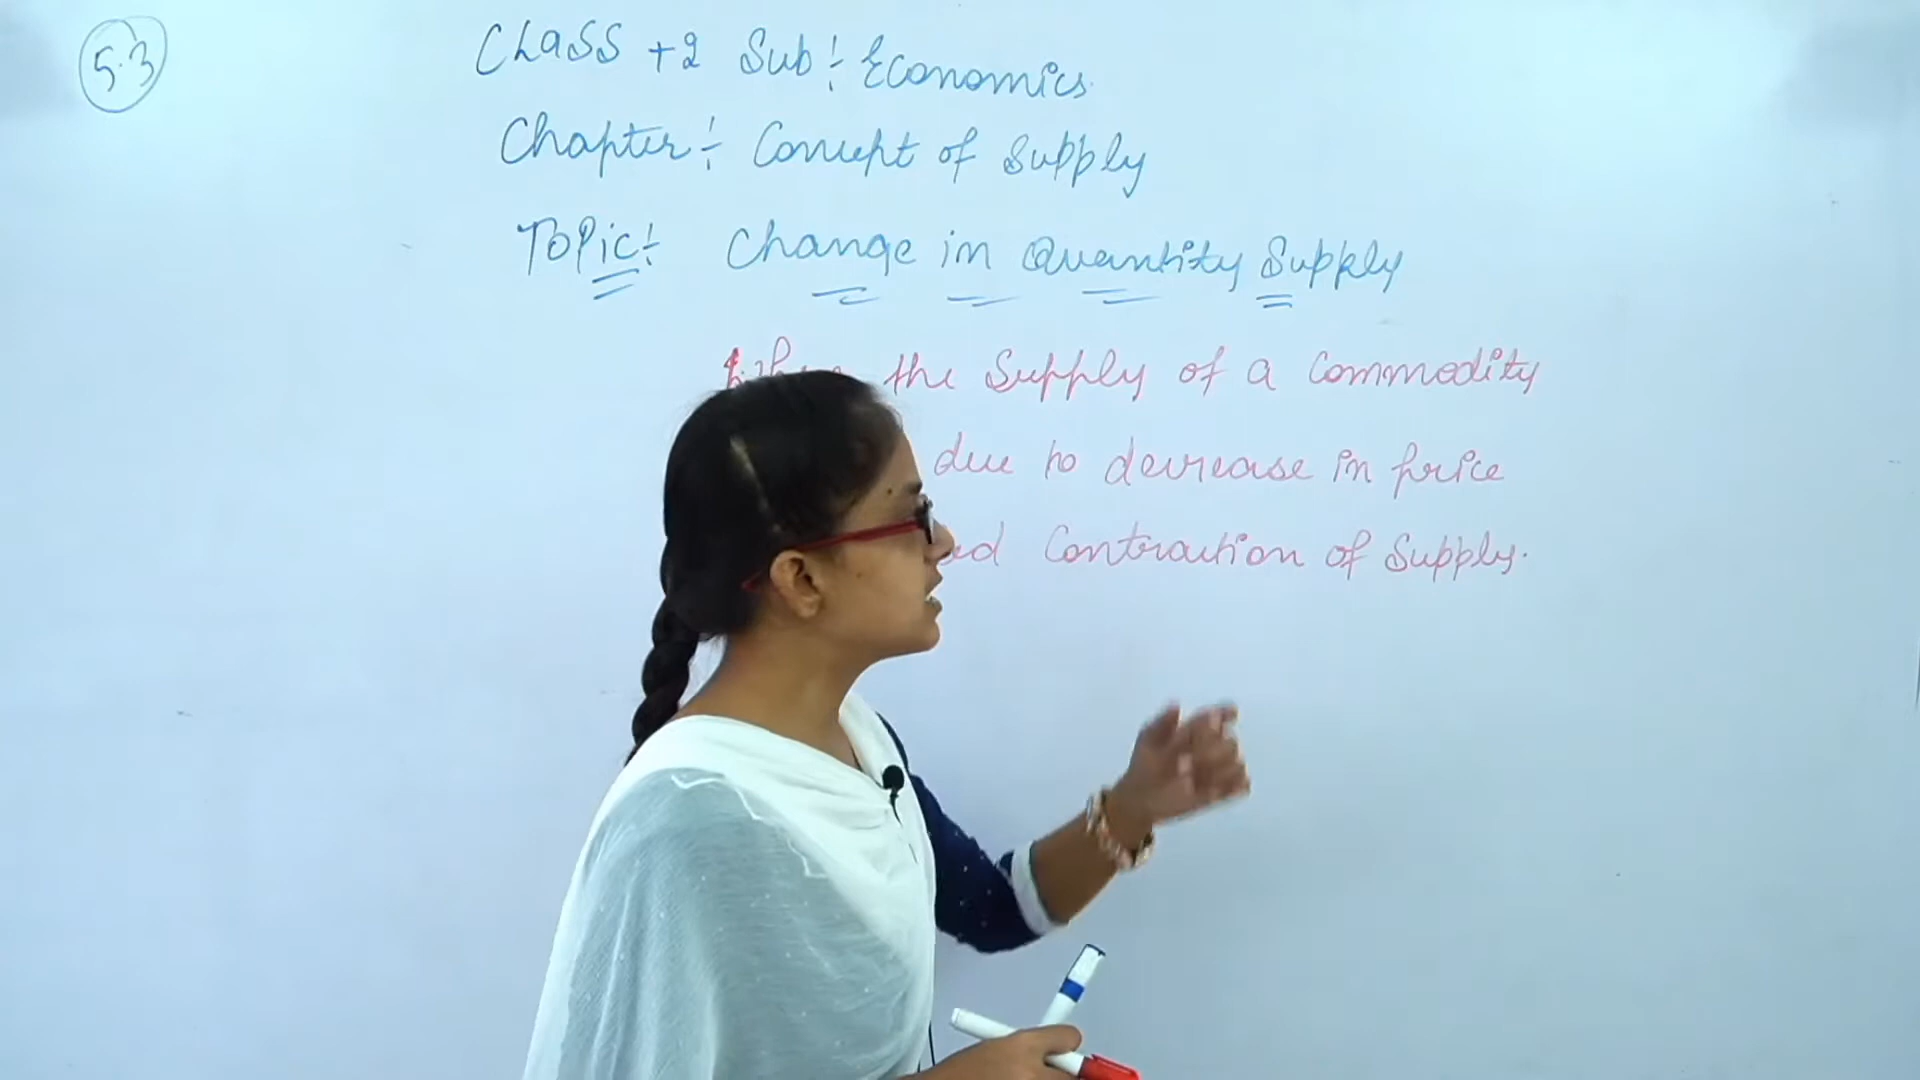 5.3
Class +2 Sub:- Economics
Chapter:- Concept of Supply
Topic:- Change in Quantity Supply
When the Supply of a Commodity
due to decrease in price
Contraction of Supply.